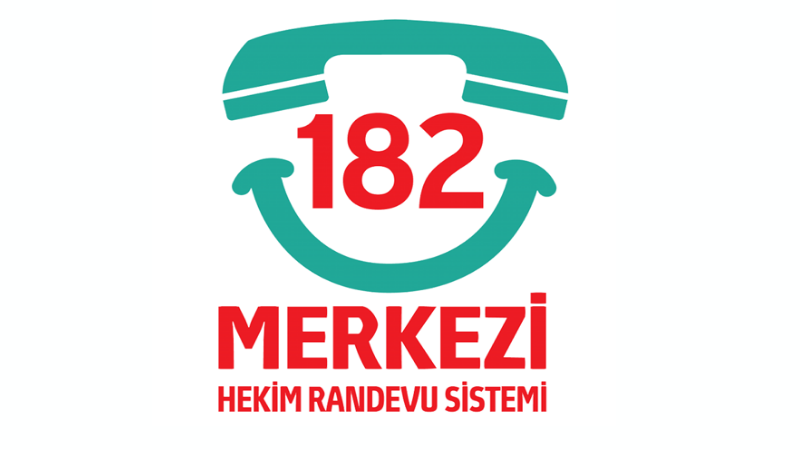 182
MERKEZİ
HEKİM RANDEVU SİSTEMİ